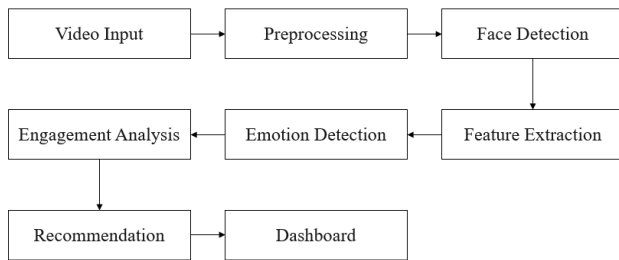 Video Input
Preprocessing
Face Detection
Feature Extraction
Emotion Detection
Engagement Analysis
Recommendation
Dashboard